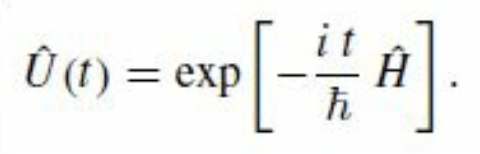 Û(t) = exp[−(i t/ħ) Ĥ].